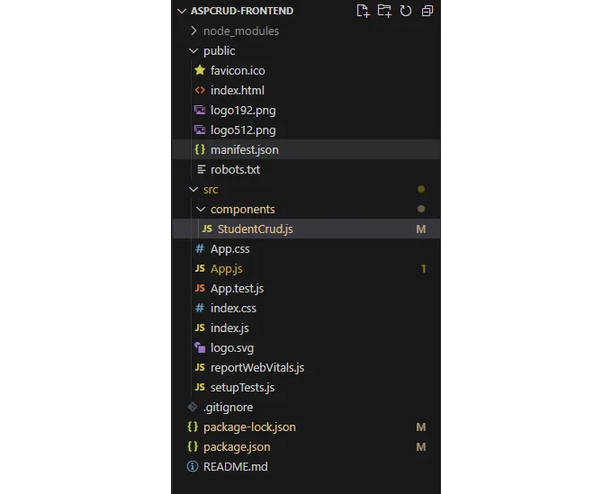 ASPCRUD-FRONTEND
node_modules
public
favicon.ico
index.html
logo192.png
logo512.png
manifest.json
robots.txt
src
components
JS StudentCrud.js M
# App.css
JS App.js 1
JS App.test.js
# index.css
JS index.js
logo.svg
JS reportWebVitals.js
JS setupTests.js
.gitignore
{} package-lock.json M
{} package.json M
README.md